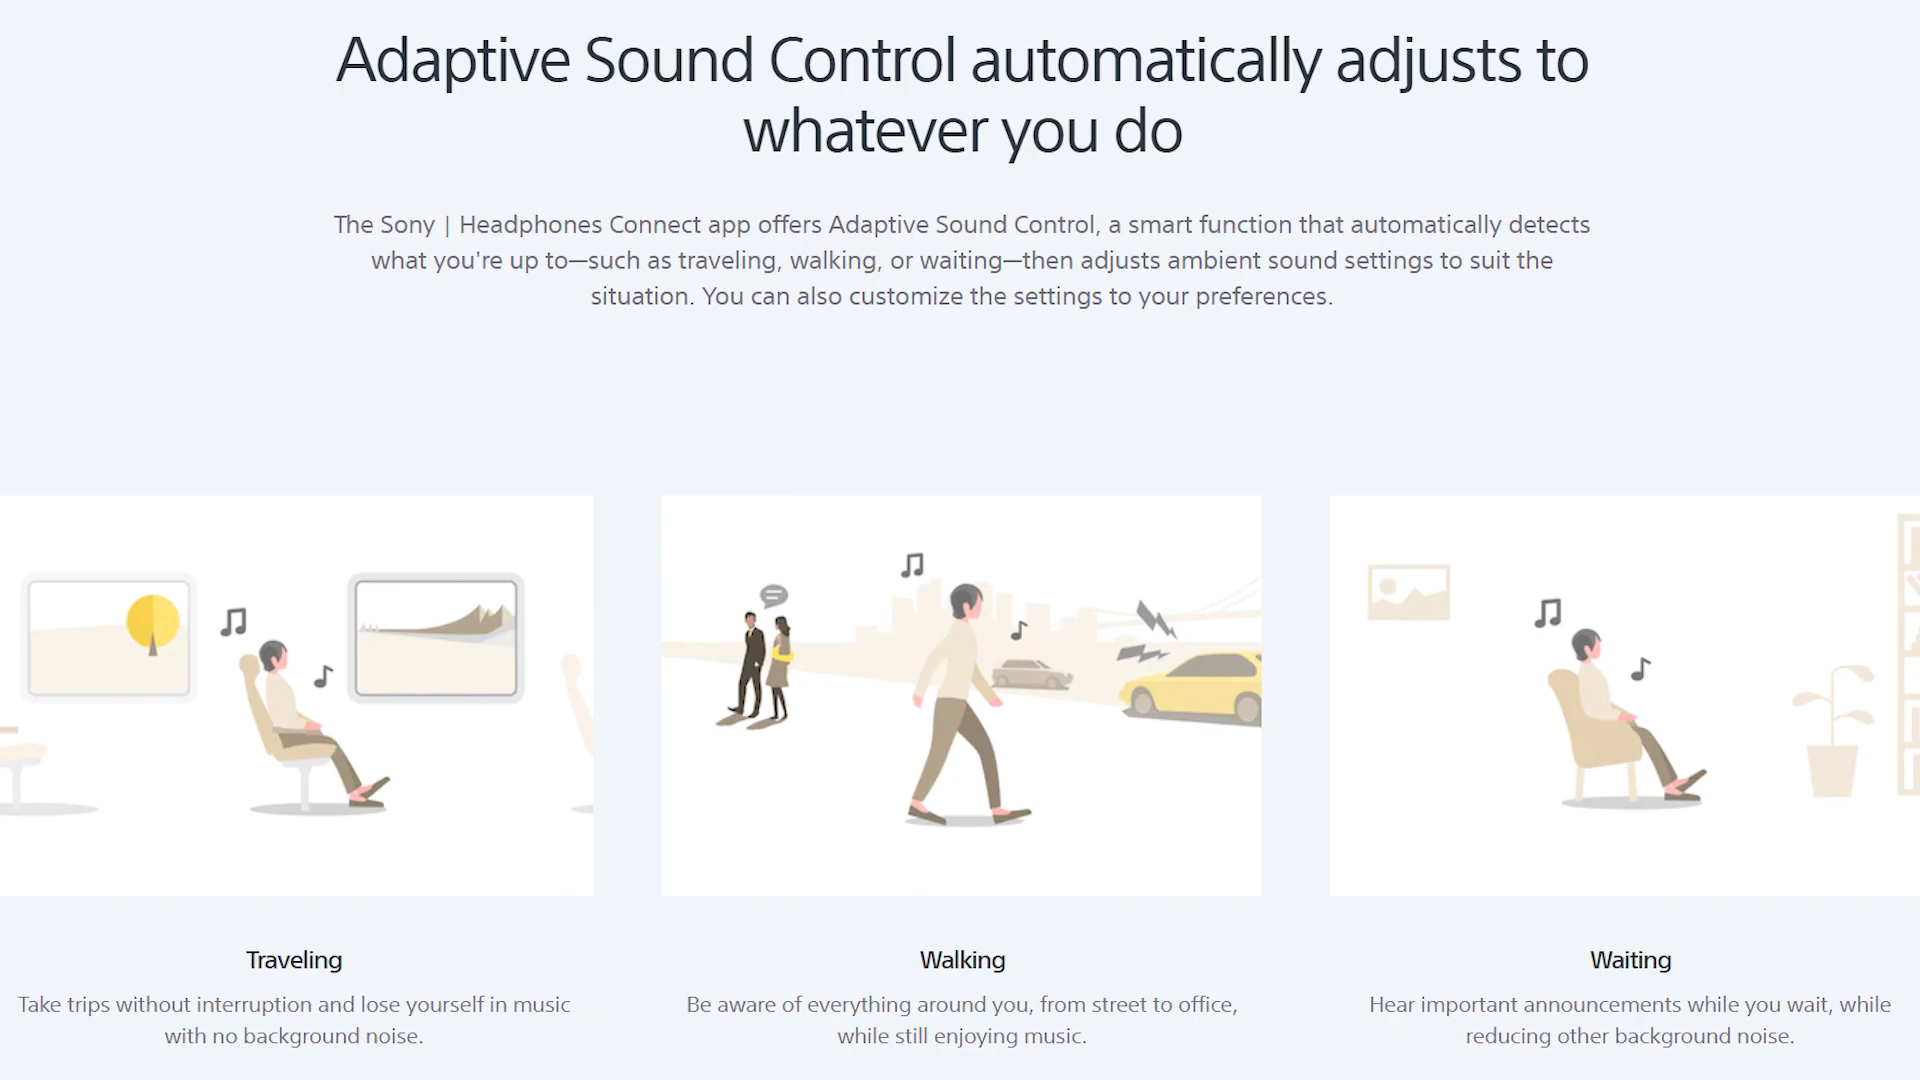 Adaptive Sound Control automatically adjusts to
whatever you do
The Sony | Headphones Connect app offers Adaptive Sound Control, a smart function that automatically detects
what you're up to—such as traveling, walking, or waiting—then adjusts ambient sound settings to suit the
situation. You can also customize the settings to your preferences.
Traveling
Take trips without interruption and lose yourself in music
with no background noise.
Walking
Be aware of everything around you, from street to office,
while still enjoying music.
Waiting
Hear important announcements while you wait, while
reducing other background noise.